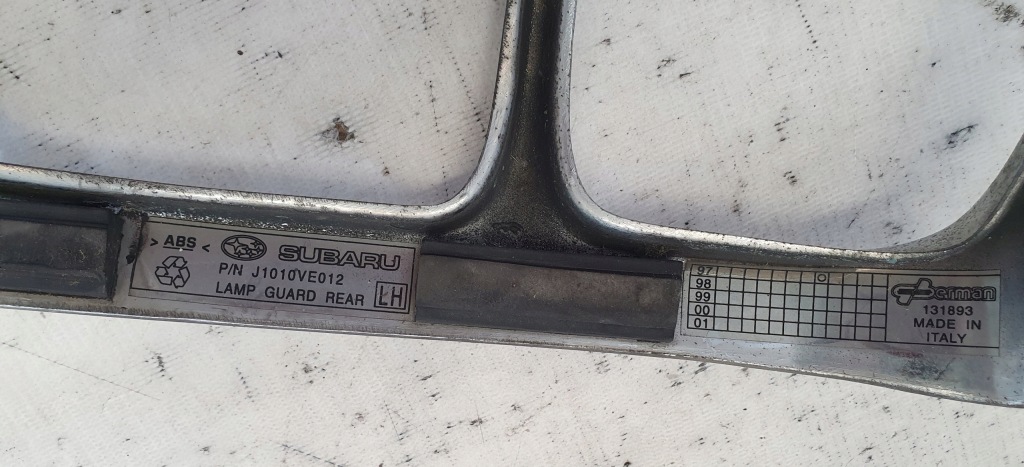 > ABS <
SUBARU
P/N J1010VE012
LAMP GUARD REAR LH
97
98
99
00
01
131893
MADE IN
ITALY